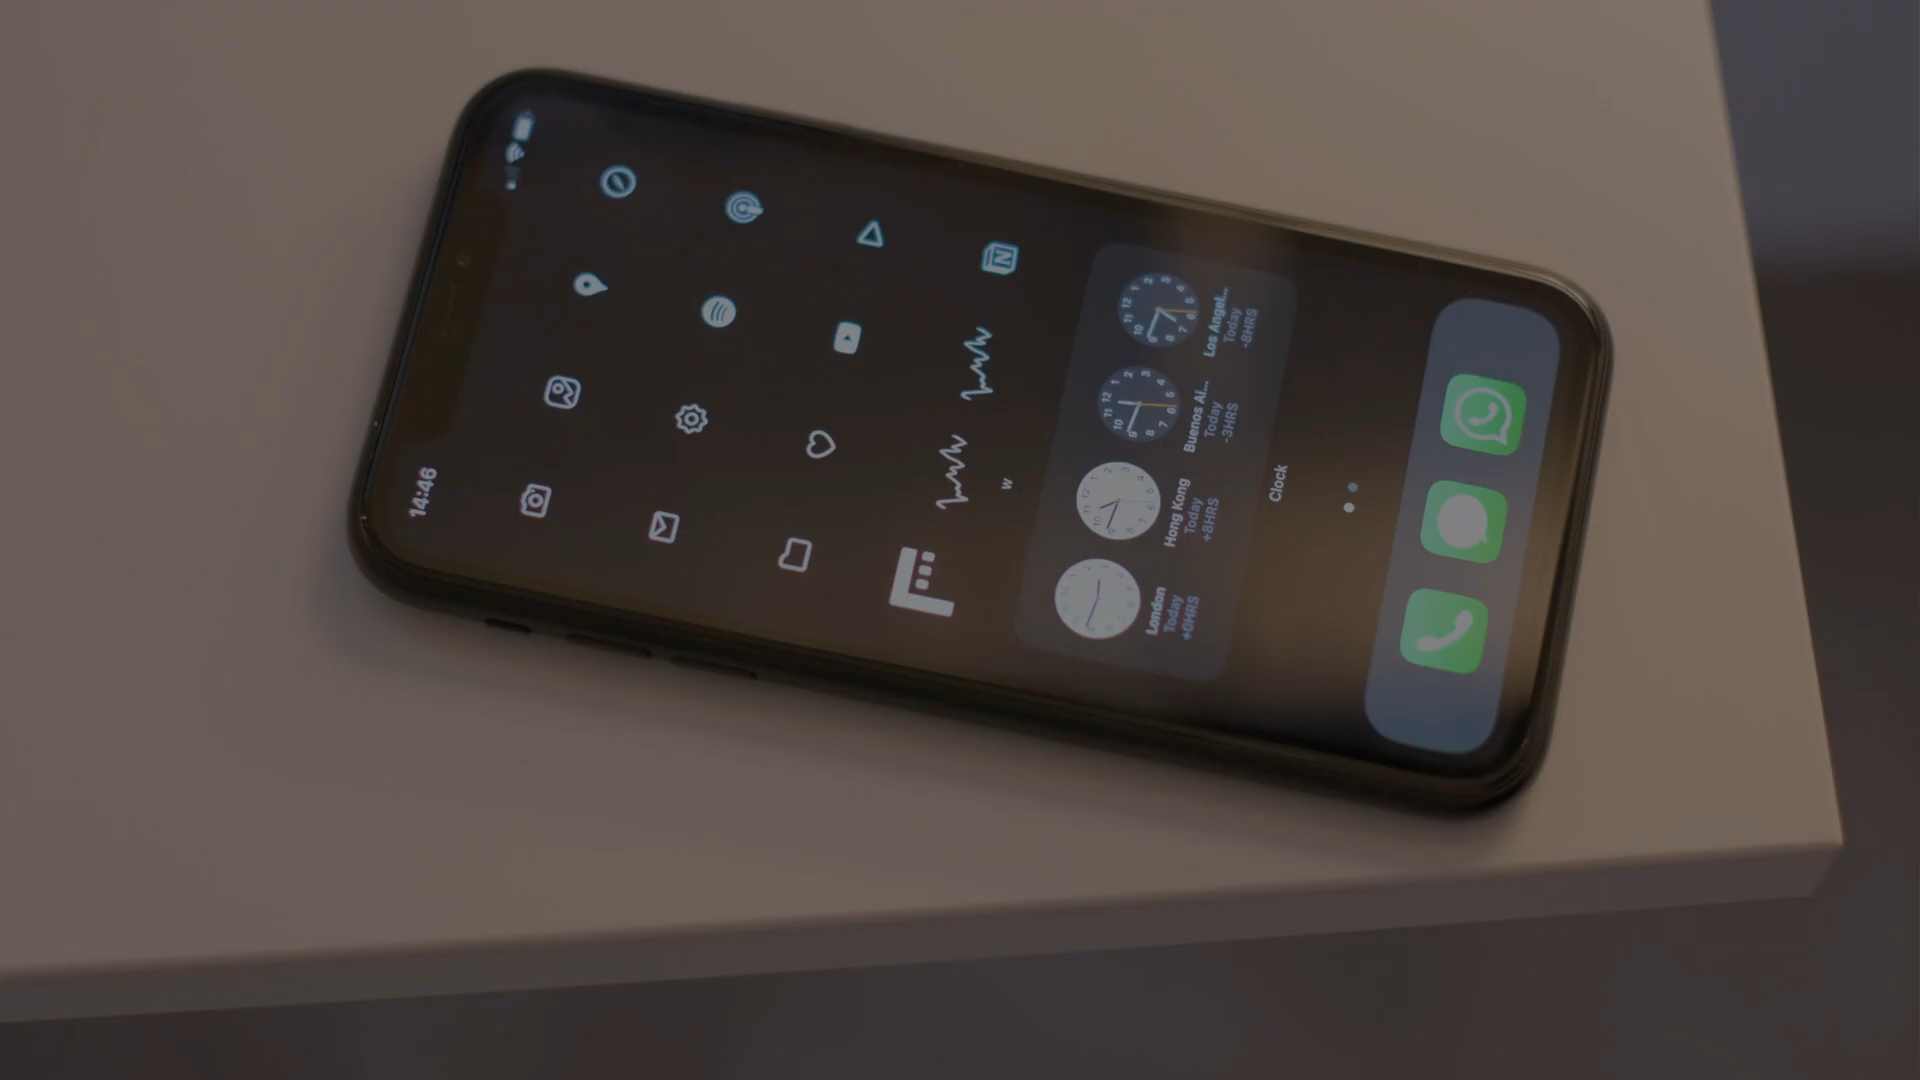 14:46
w
London
Today
+0HRS
Hong Kong
Today
+8HRS
Buenos Ai...
Today
-3HRS
Los Angel...
Today
-8HRS
Clock